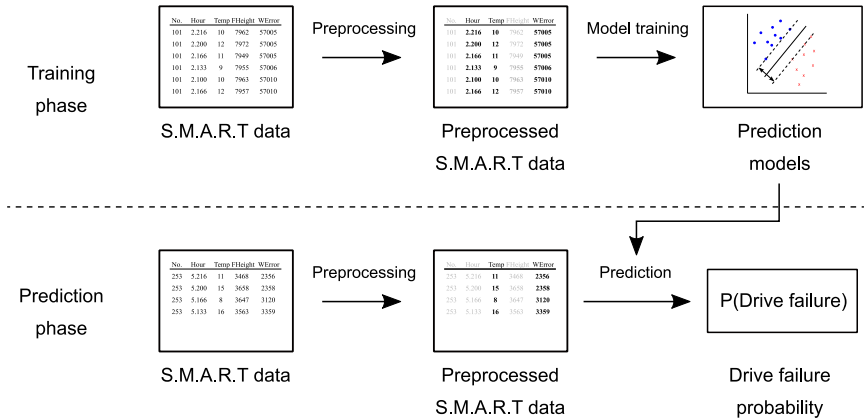 No. Hour Temp FHeight WError
101 2.216 10 7962 57005
101 2.200 12 7972 57005
101 2.166 11 7949 57005
101 2.133 9 7955 57006
101 2.100 10 7963 57010
101 2.166 12 7957 57010
Preprocessing
No. Hour Temp FHeight WError
101 2.216 10 7962 57005
101 2.200 12 7972 57005
101 2.166 11 7949 57005
101 2.133 9 7955 57006
101 2.100 10 7963 57010
101 2.166 12 7957 57010
Model training
Training
phase
S.M.A.R.T data
Preprocessed
S.M.A.R.T data
Prediction
models
No. Hour Temp FHeight WError
253 5.216 11 3468 2356
253 5.200 15 3658 2358
253 5.166 8 3647 3120
253 5.133 16 3563 3359
Preprocessing
No. Hour Temp FHeight WError
253 5.216 11 3468 2356
253 5.200 15 3658 2358
253 5.166 8 3647 3120
253 5.133 16 3563 3359
Prediction
P(Drive failure)
Prediction
phase
S.M.A.R.T data
Preprocessed
S.M.A.R.T data
Drive failure
probability